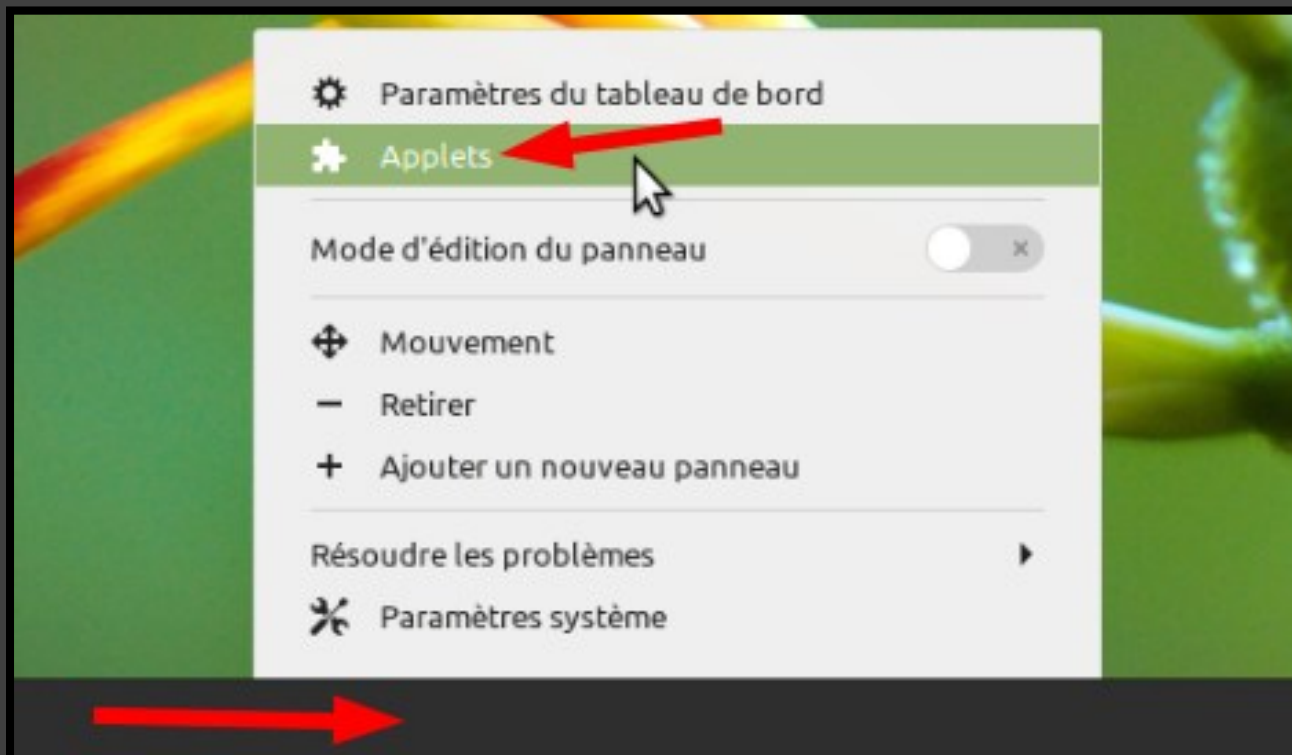 Paramètres du tableau de bord
Applets
Mode d'édition du panneau
Mouvement
Retirer
Ajouter un nouveau panneau
Résoudre les problèmes
Paramètres système